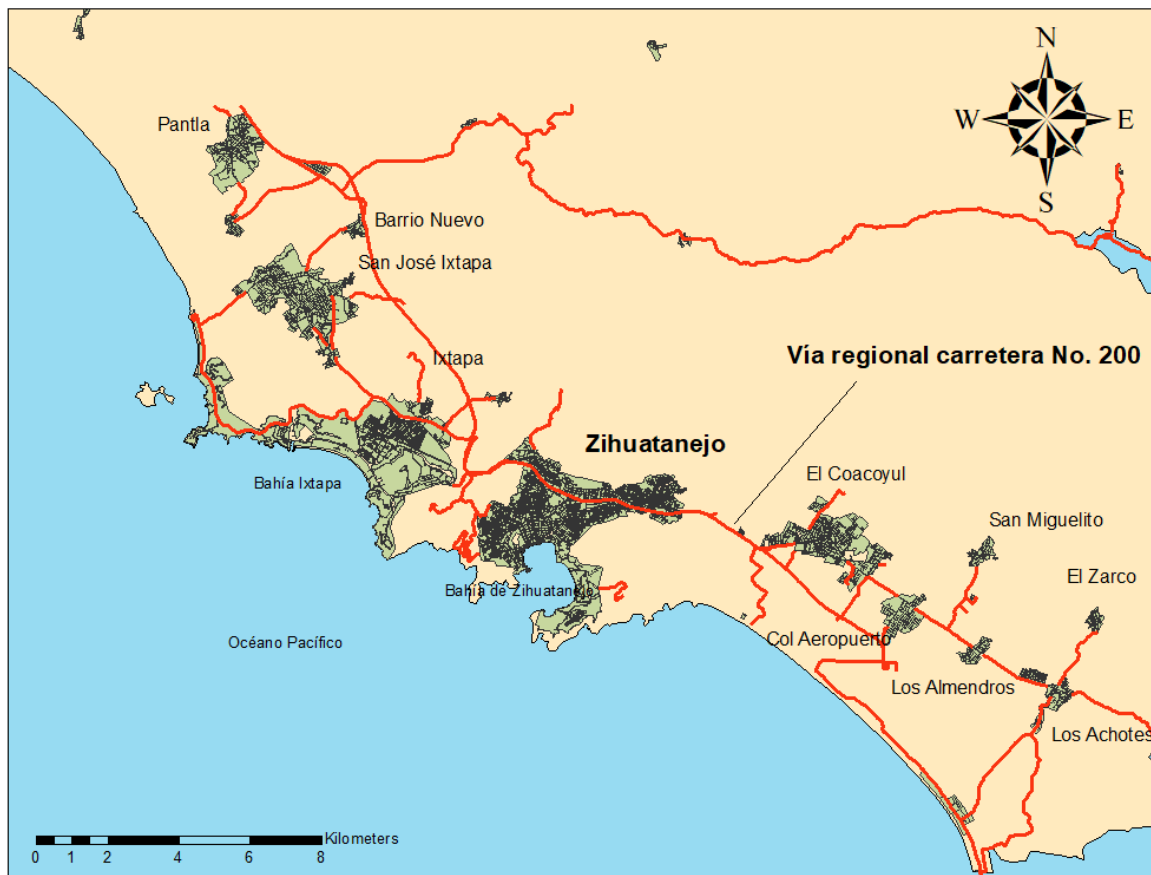 N
W
E
S
Pantla
Barrio Nuevo
San José Ixtapa
Ixtapa
Vía regional carretera No. 200
Zihuatanejo
El Coacoyul
Bahía Ixtapa
San Miguelito
El Zarco
Bahía de Zihuatanejo
Océano Pacífico
Col Aeropuerto
Los Almendros
Los Achotes
Kilometers
0 1 2 4 6 8